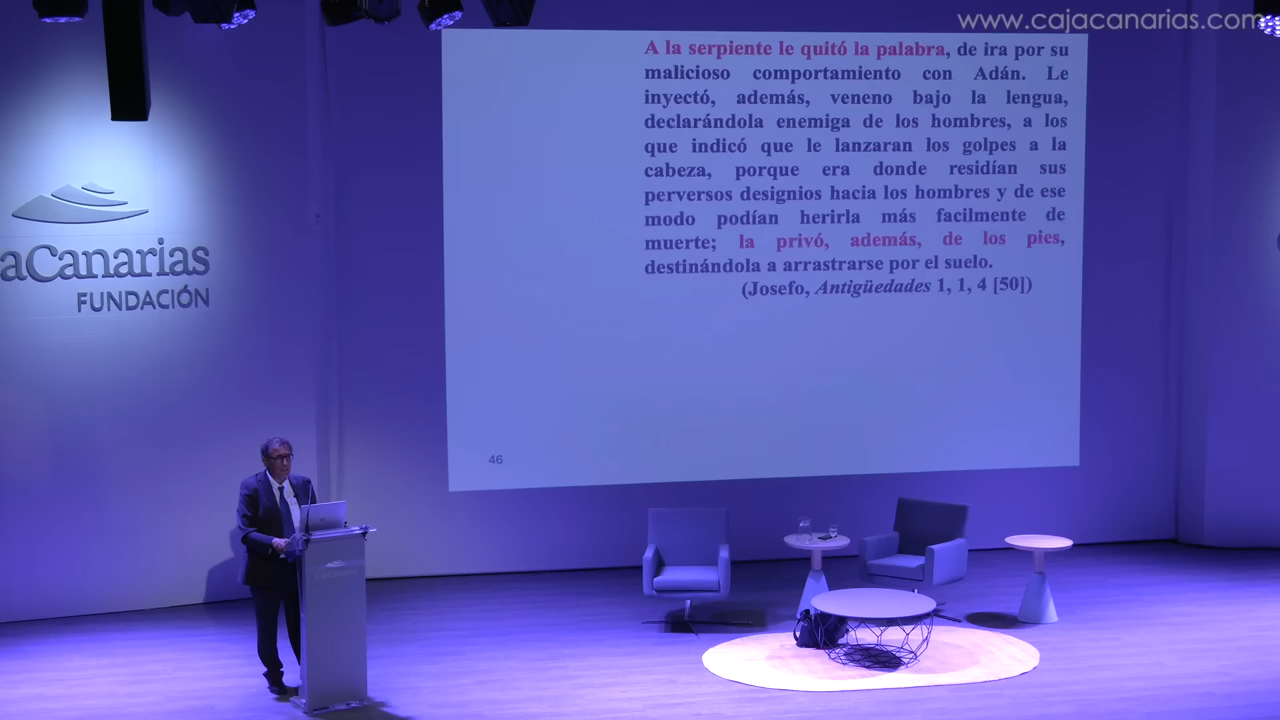 www.cajacanarias.com
A la serpiente le quitó la palabra, de ira por su
malicioso comportamiento con Adán. Le
inyectó, además, veneno bajo la lengua,
declarándola enemiga de los hombres, a los
que indicó que le lanzaran los golpes a la
cabeza, porque era donde residían sus
perversos designios hacia los hombres y de ese
modo podían herirla más facilmente de
muerte; la privó, además, de los pies,
destinándola a arrastrarse por el suelo.
(Josefo, Antigüedades 1, 1, 4 [50])
46
aCanarias
FUNDACIÓN